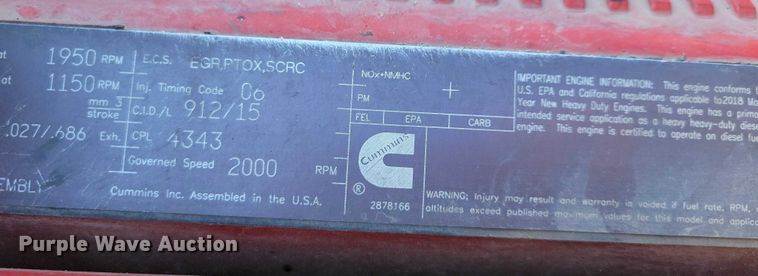 at 1950 RPM
at 1150 RPM
mm 3
stroke
.027/.686 Exh.
EMBLY
E.C.S. EGR,PTOX,SCRC
Inj. Timing Code 06
C.I.D./L 912/15
CPL 4343
Governed Speed 2000 RPM
Cummins Inc. Assembled in the U.S.A.
NOx+NMHC
PM
FEL EPA CARB
Cummins
®
2878166
IMPORTANT ENGINE INFORMATION: This engine conforms t
U.S. EPA and California regulations applicable to2018 Mo
Year New Heavy Duty Engines. This engine has a prima
intended service application as a heavy heavy-duty diese
engine. This engine is certified to operate on diesel fu
WARNING: Injury may result and warranty is voided if fuel rate, RPM, o
altitudes exceed published maximum values for this model and applica
Purple Wave Auction